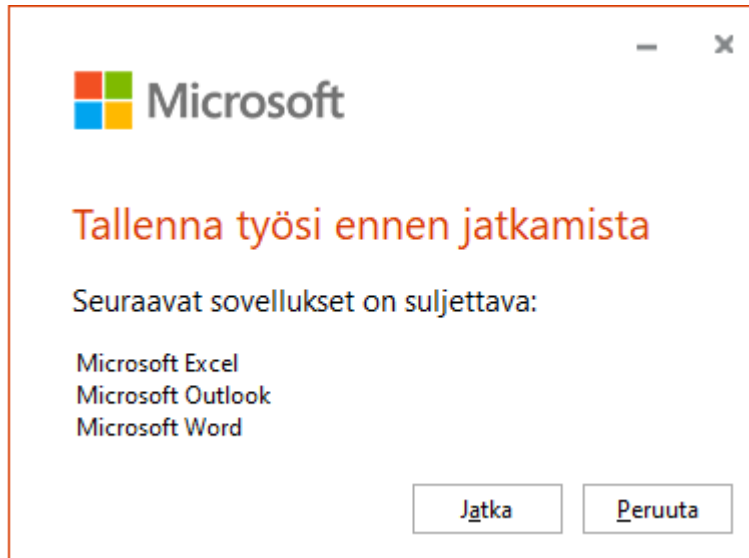 Microsoft
Tallenna työsi ennen jatkamista
Seuraavat sovellukset on suljettava:
Microsoft Excel
Microsoft Outlook
Microsoft Word
Jatka
Peruuta